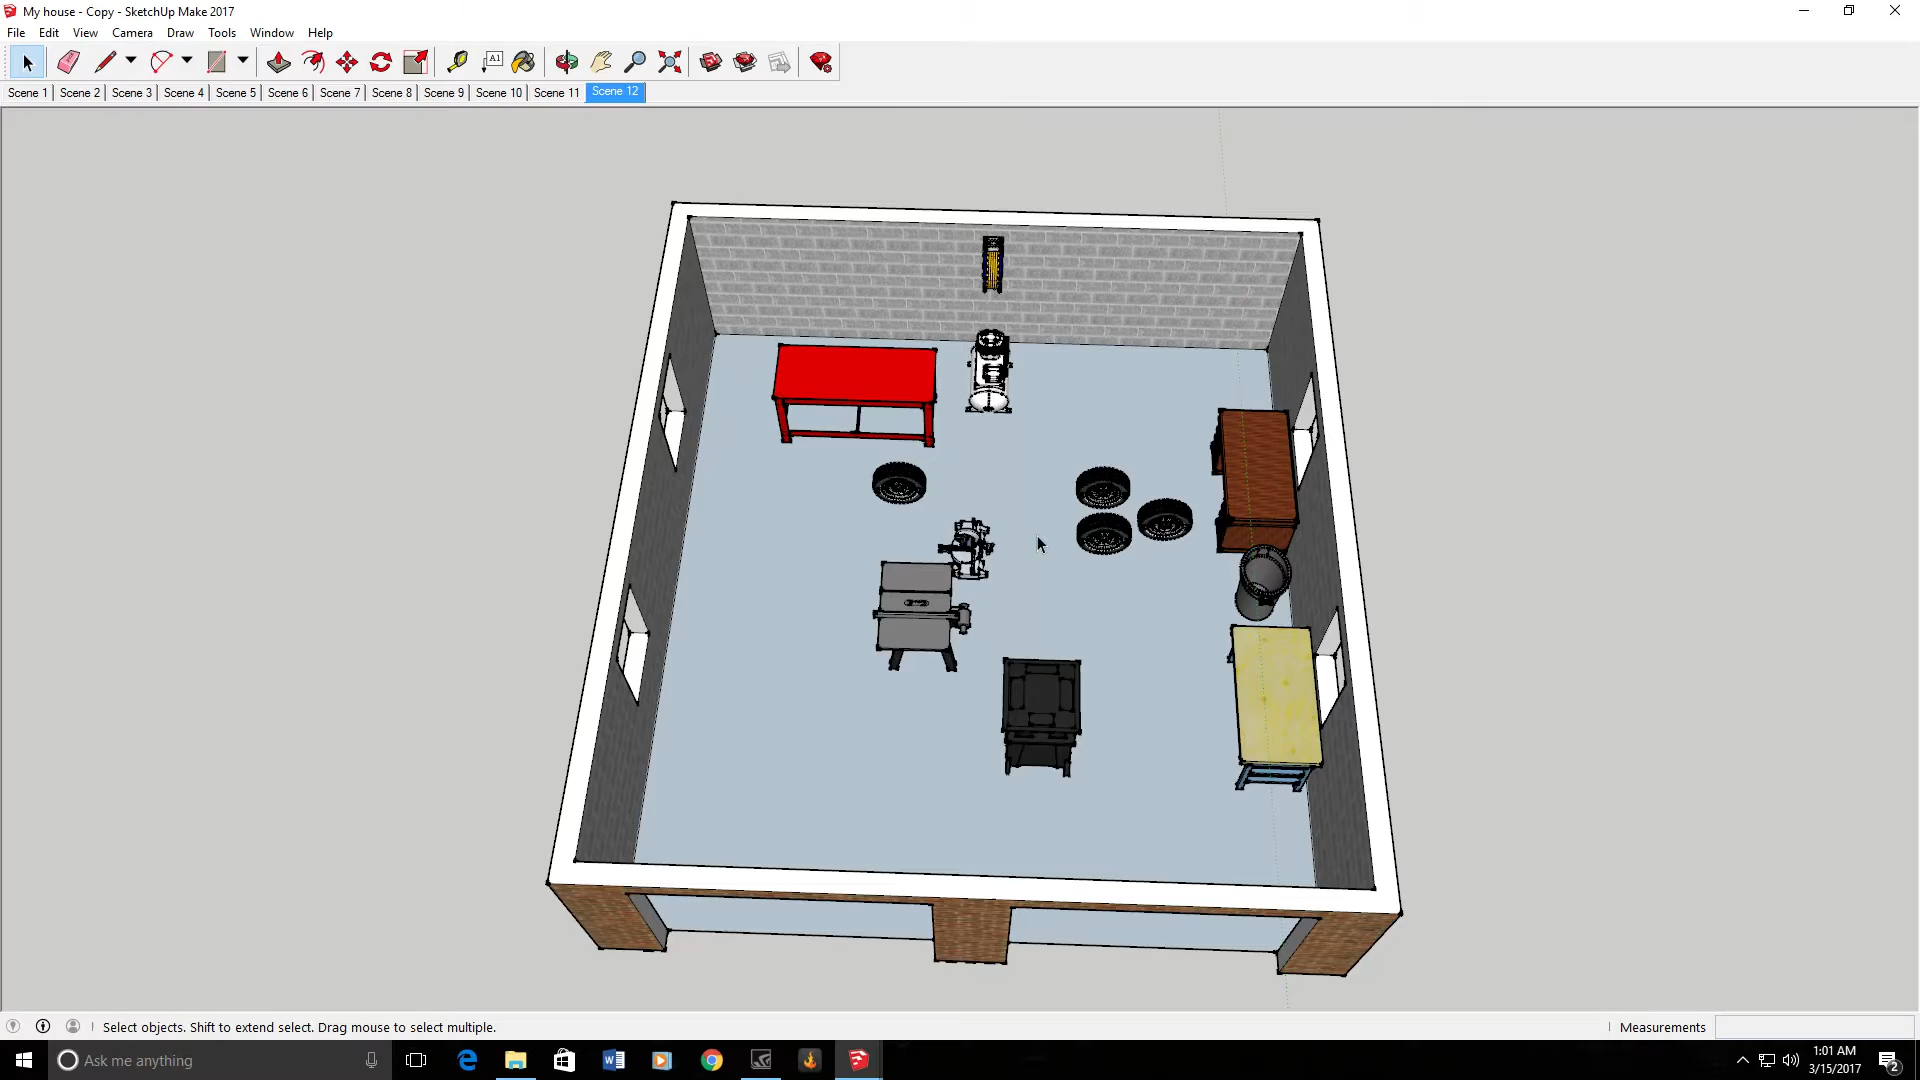 My house - Copy - SketchUp Make 2017
File Edit View Camera Draw Tools Window Help
A1
Scene 1 Scene 2 Scene 3 Scene 4 Scene 5 Scene 6 Scene 7 Scene 8 Scene 9 Scene 10 Scene 11 Scene 12
Select objects. Shift to extend select. Drag mouse to select multiple. Measurements
Ask me anything
1:01 AM
3/15/2017
2